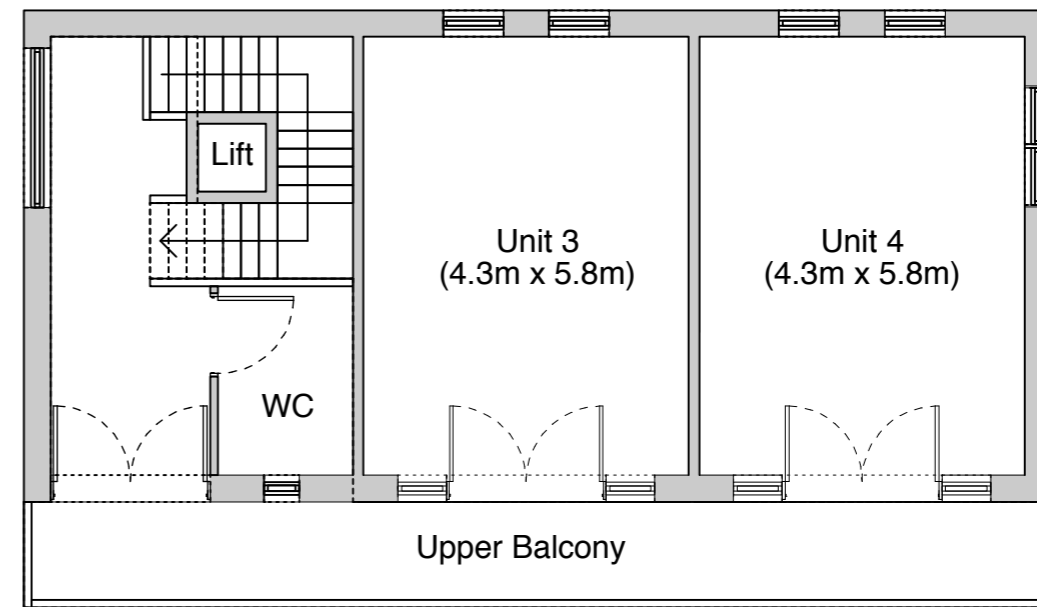 Lift
Unit 3
(4.3m x 5.8m)
Unit 4
(4.3m x 5.8m)
WC
Upper Balcony